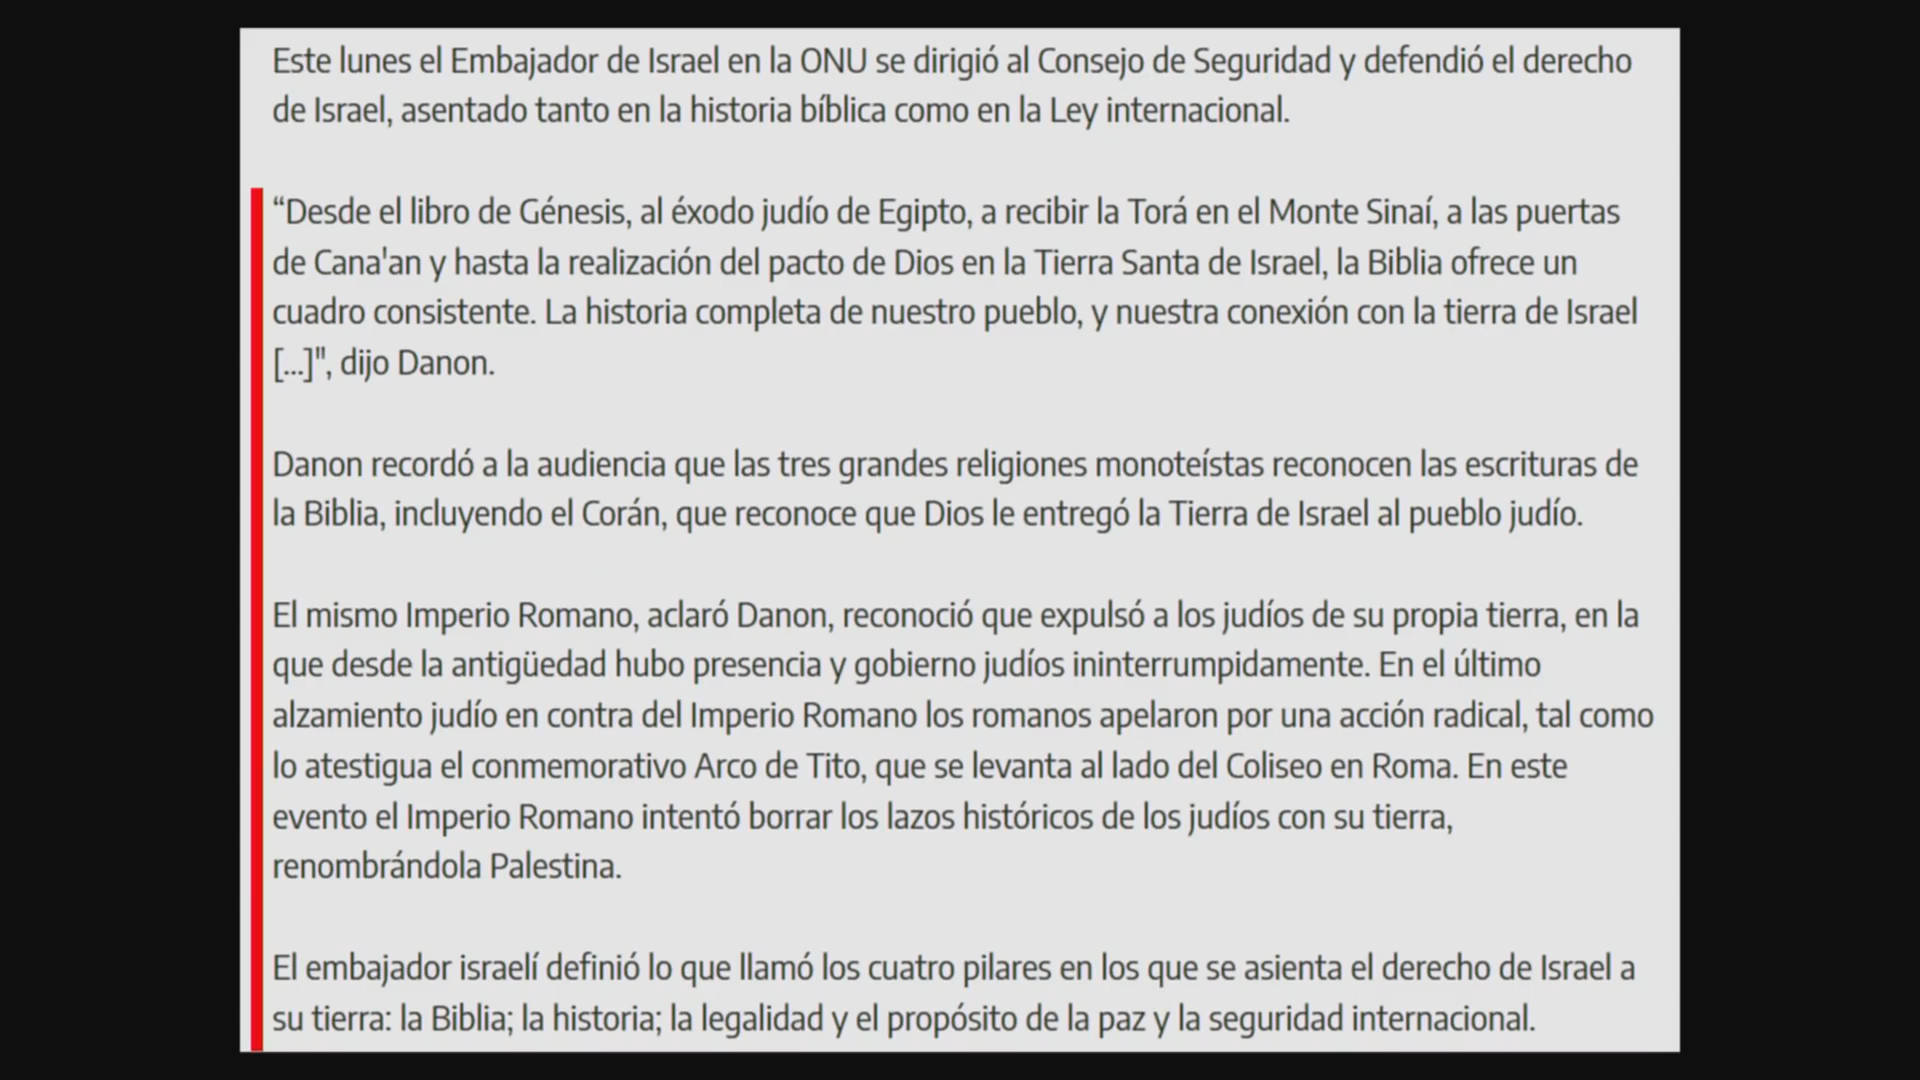 Este lunes el Embajador de Israel en la ONU se dirigió al Consejo de Seguridad y defendió el derecho
de Israel, asentado tanto en la historia bíblica como en la Ley internacional.
“Desde el libro de Génesis, al éxodo judío de Egipto, a recibir la Torá en el Monte Sinaí, a las puertas
de Cana'an y hasta la realización del pacto de Dios en la Tierra Santa de Israel, la Biblia ofrece un
cuadro consistente. La historia completa de nuestro pueblo, y nuestra conexión con la tierra de Israel
[...]", dijo Danon.
Danon recordó a la audiencia que las tres grandes religiones monoteístas reconocen las escrituras de
la Biblia, incluyendo el Corán, que reconoce que Dios le entregó la Tierra de Israel al pueblo judío.
El mismo Imperio Romano, aclaró Danon, reconoció que expulsó a los judíos de su propia tierra, en la
que desde la antigüedad hubo presencia y gobierno judíos ininterrumpidamente. En el último
alzamiento judío en contra del Imperio Romano los romanos apelaron por una acción radical, tal como
lo atestigua el conmemorativo Arco de Tito, que se levanta al lado del Coliseo en Roma. En este
evento el Imperio Romano intentó borrar los lazos históricos de los judíos con su tierra,
renombrándola Palestina.
El embajador israelí definió lo que llamó los cuatro pilares en los que se asienta el derecho de Israel a
su tierra: la Biblia; la historia; la legalidad y el propósito de la paz y la seguridad internacional.